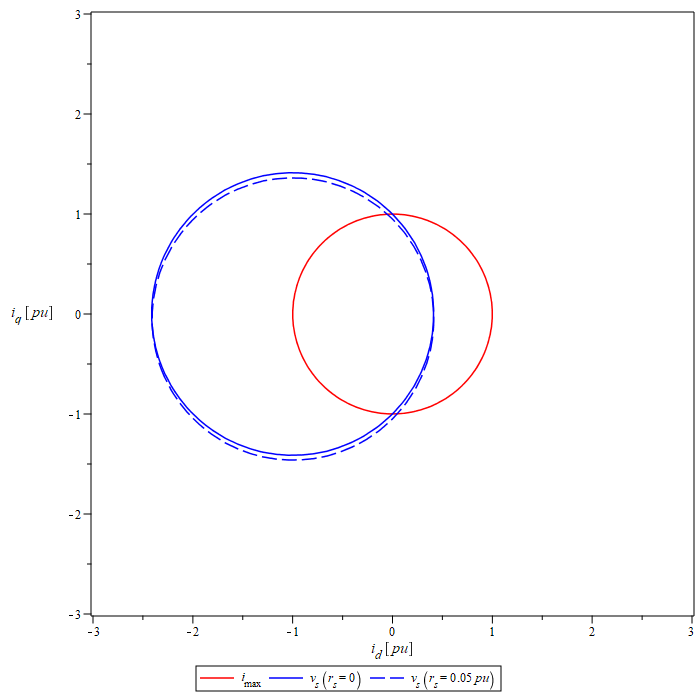 3
2
1
i_q [pu]
0
-1
-2
-3
-3 -2 -1 0 1 2 3
i_d [pu]
i_max v_s (r_s = 0) v_s (r_s = 0.05 pu)